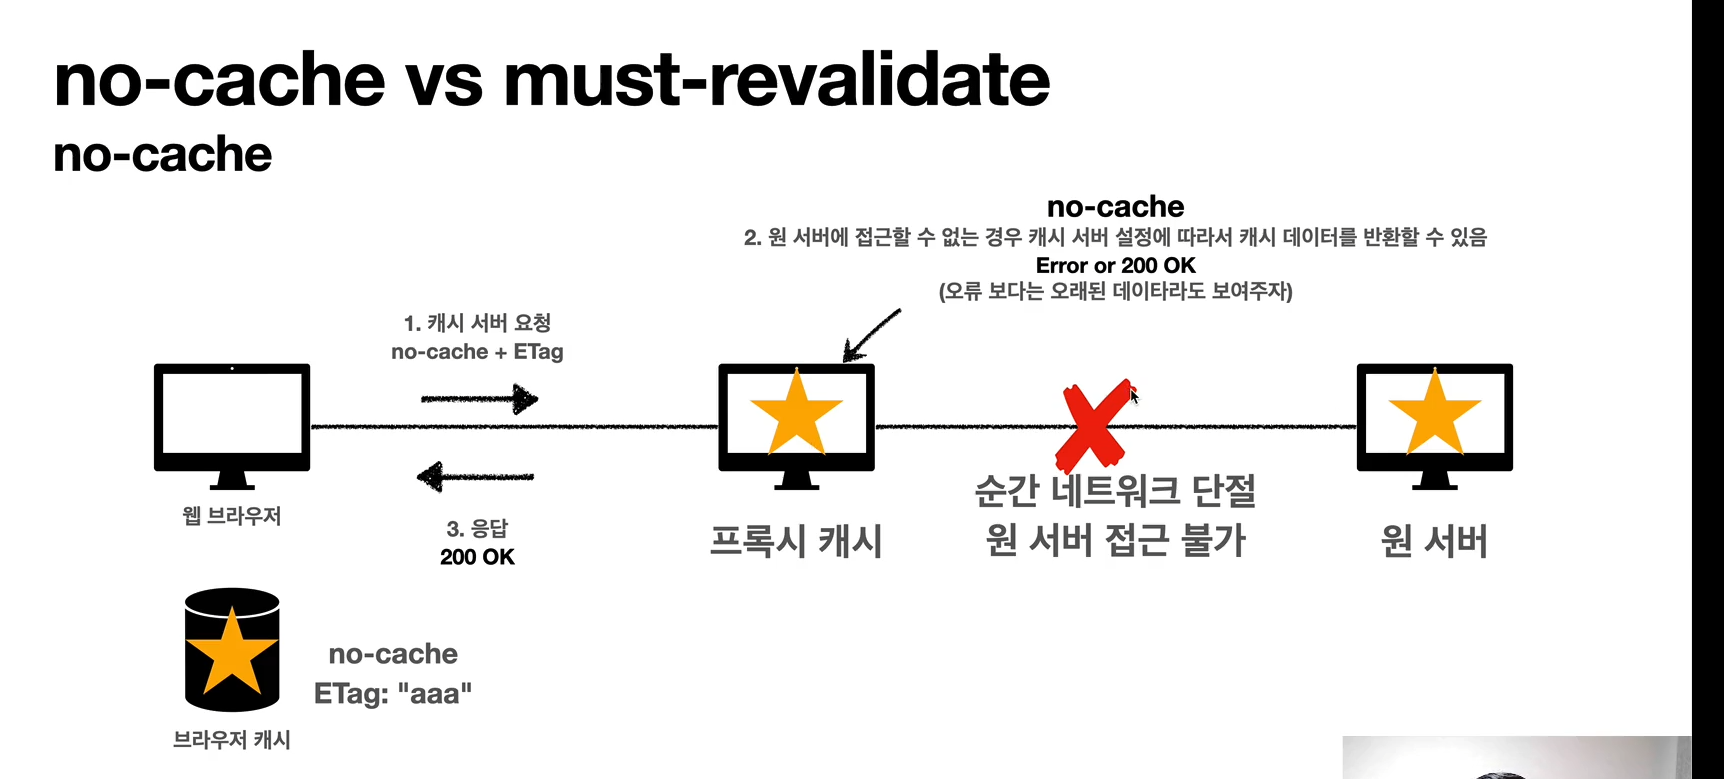 no-cache vs must-revalidate
no-cache
no-cache
2. 원 서버에 접근할 수 없는 경우 캐시 서버 설정에 따라서 캐시 데이터를 반환할 수 있음
Error or 200 OK
(오류 보다는 오래된 데이타라도 보여주자)
1. 캐시 서버 요청
no-cache + ETag
웹 브라우저
3. 응답
200 OK
프록시 캐시
순간 네트워크 단절
원 서버 접근 불가
원 서버
no-cache
ETag: "aaa"
브라우저 캐시